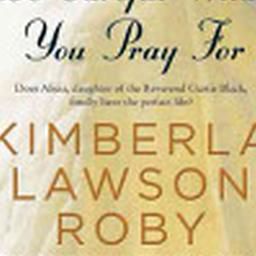 You Pray For
Does Alicia, daughter of the Reverend Curtis Black,
finally have the perfect life?
KIMBERLA
LAWSON
ROBY